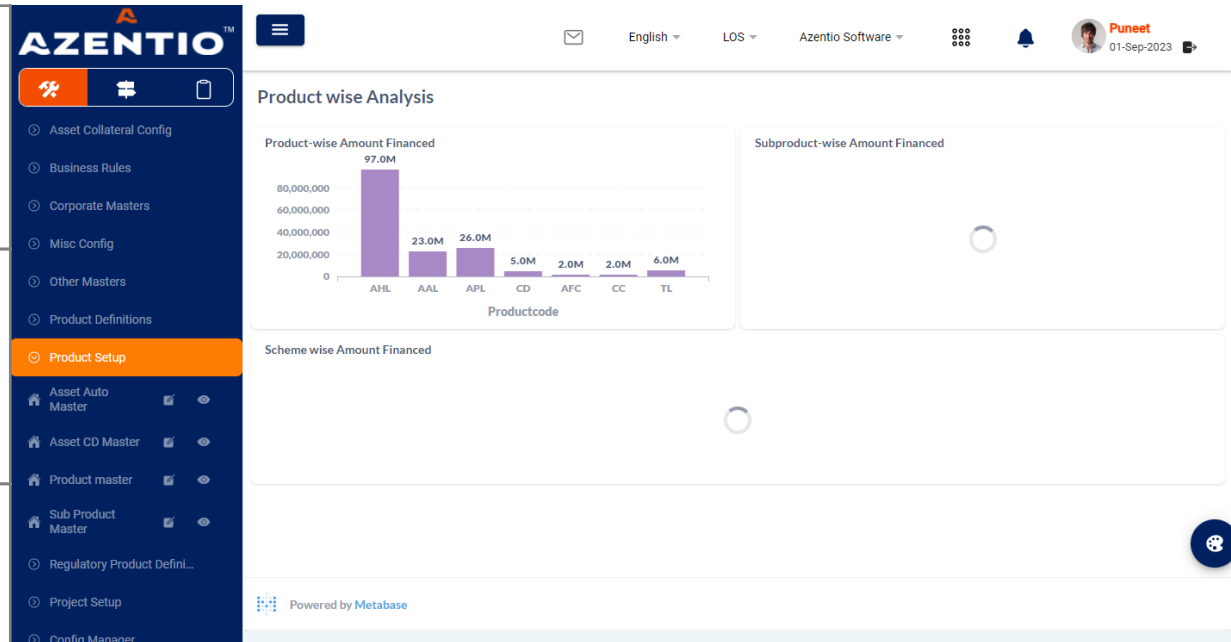 AZENTIO™
English
LOS
Azentio Software
Puneet
01-Sep-2023
Asset Collateral Config
Business Rules
Corporate Masters
Misc Config
Other Masters
Product Definitions
Product Setup
Asset Auto
Master
Asset CD Master
Product master
Sub Product
Master
Regulatory Product Defini...
Project Setup
Config Manager
Product wise Analysis
Product-wise Amount Financed
97.0M
80,000,000
60,000,000
40,000,000
20,000,000
0
23.0M
26.0M
5.0M
2.0M
2.0M
6.0M
AHL
AAL
APL
CD
AFC
CC
TL
Productcode
Subproduct-wise Amount Financed
Scheme wise Amount Financed
Powered by Metabase